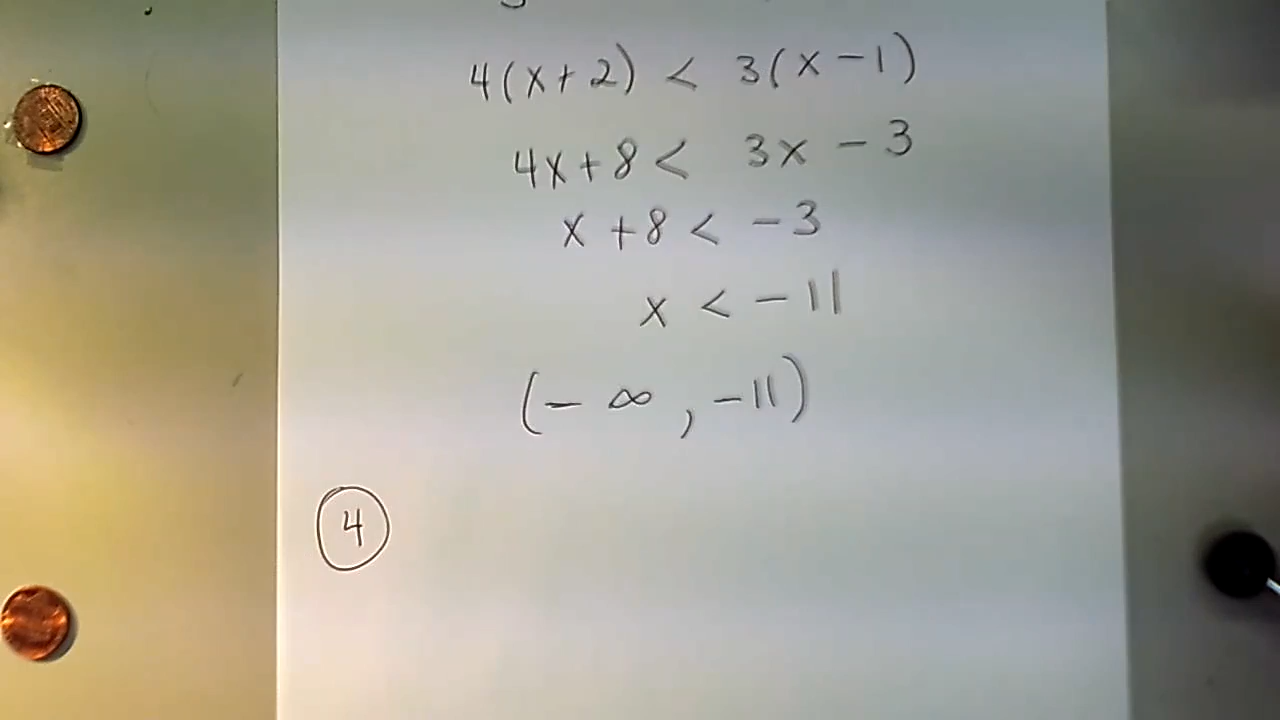 4(x+2) < 3(x-1)
4x+8 < 3x - 3
x +8 < -3
x < -11
(-∞, -11)
4